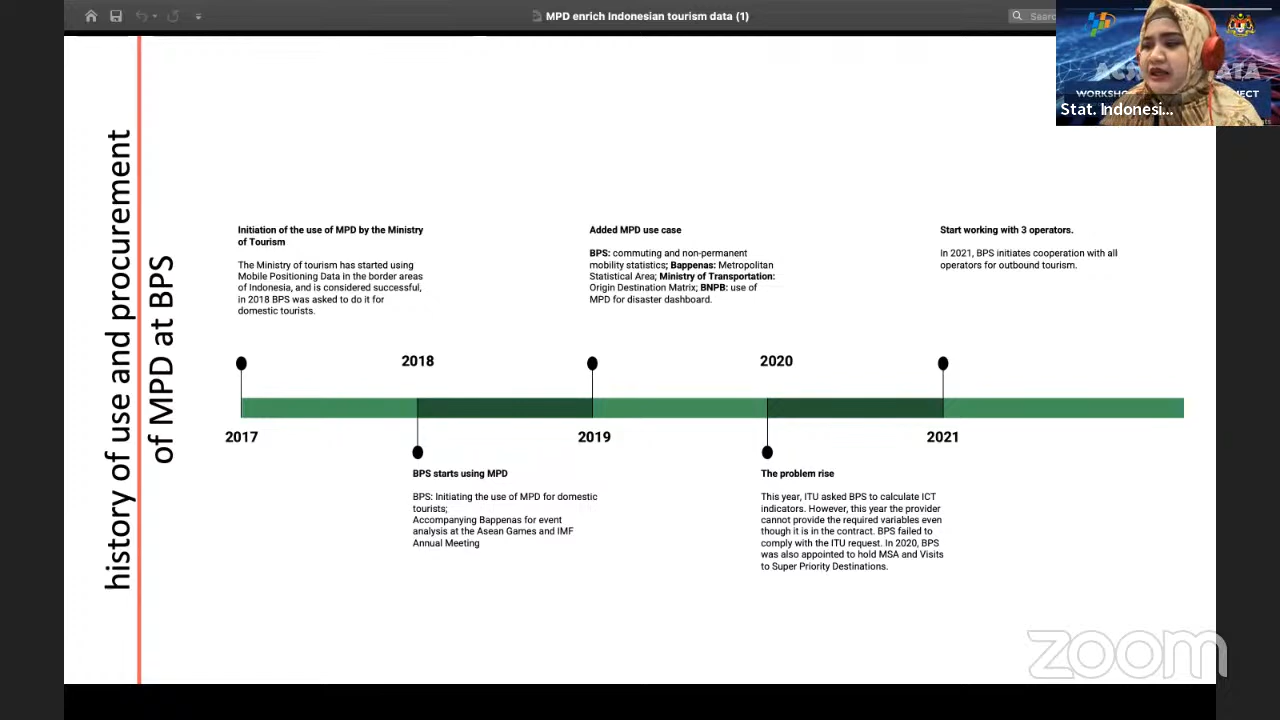 MPD enrich Indonesian tourism data (1)
WORKSHO
Stat. Indonesi...
history of use and procurement
of MPD at BPS
Initiation of the use of MPD by the Ministry
of Tourism
The Ministry of tourism has started using
Mobile Positioning Data in the border areas
of Indonesia, and is considered successful,
in 2018 BPS was asked to do it for
domestic tourists.
Added MPD use case
BPS: commuting and non-permanent
mobility statistics; Bappenas: Metropolitan
Statistical Area; Ministry of Transportation:
Origin Destination Matrix; BNPB: use of
MPD for disaster dashboard.
Start working with 3 operators.
In 2021, BPS initiates cooperation with all
operators for outbound tourism.
2018
2020
2017
2019
2021
BPS starts using MPD
BPS: Initiating the use of MPD for domestic
tourists;
Accompanying Bappenas for event
analysis at the Asean Games and IMF
Annual Meeting
The problem rise
This year, ITU asked BPS to calculate ICT
indicators. However, this year the provider
cannot provide the required variables even
though it is in the contract. BPS failed to
comply with the ITU request. In 2020, BPS
was also appointed to hold MSA and Visits
to Super Priority Destinations.
zoom